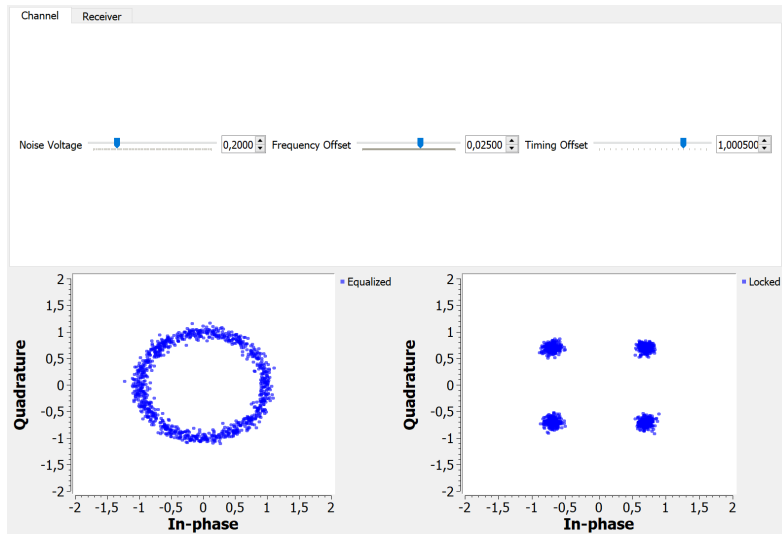 Channel Receiver
Noise Voltage 0,2000 Frequency Offset 0,02500 Timing Offset 1,000500
Equalized
2
1,5
1
0,5
0
-0,5
-1
-1,5
-2
Quadrature
-2 -1,5 -1 -0,5 0 0,5 1 1,5 2
In-phase
Locked
2
1,5
1
0,5
0
-0,5
-1
-1,5
-2
Quadrature
-2 -1,5 -1 -0,5 0 0,5 1 1,5 2
In-phase